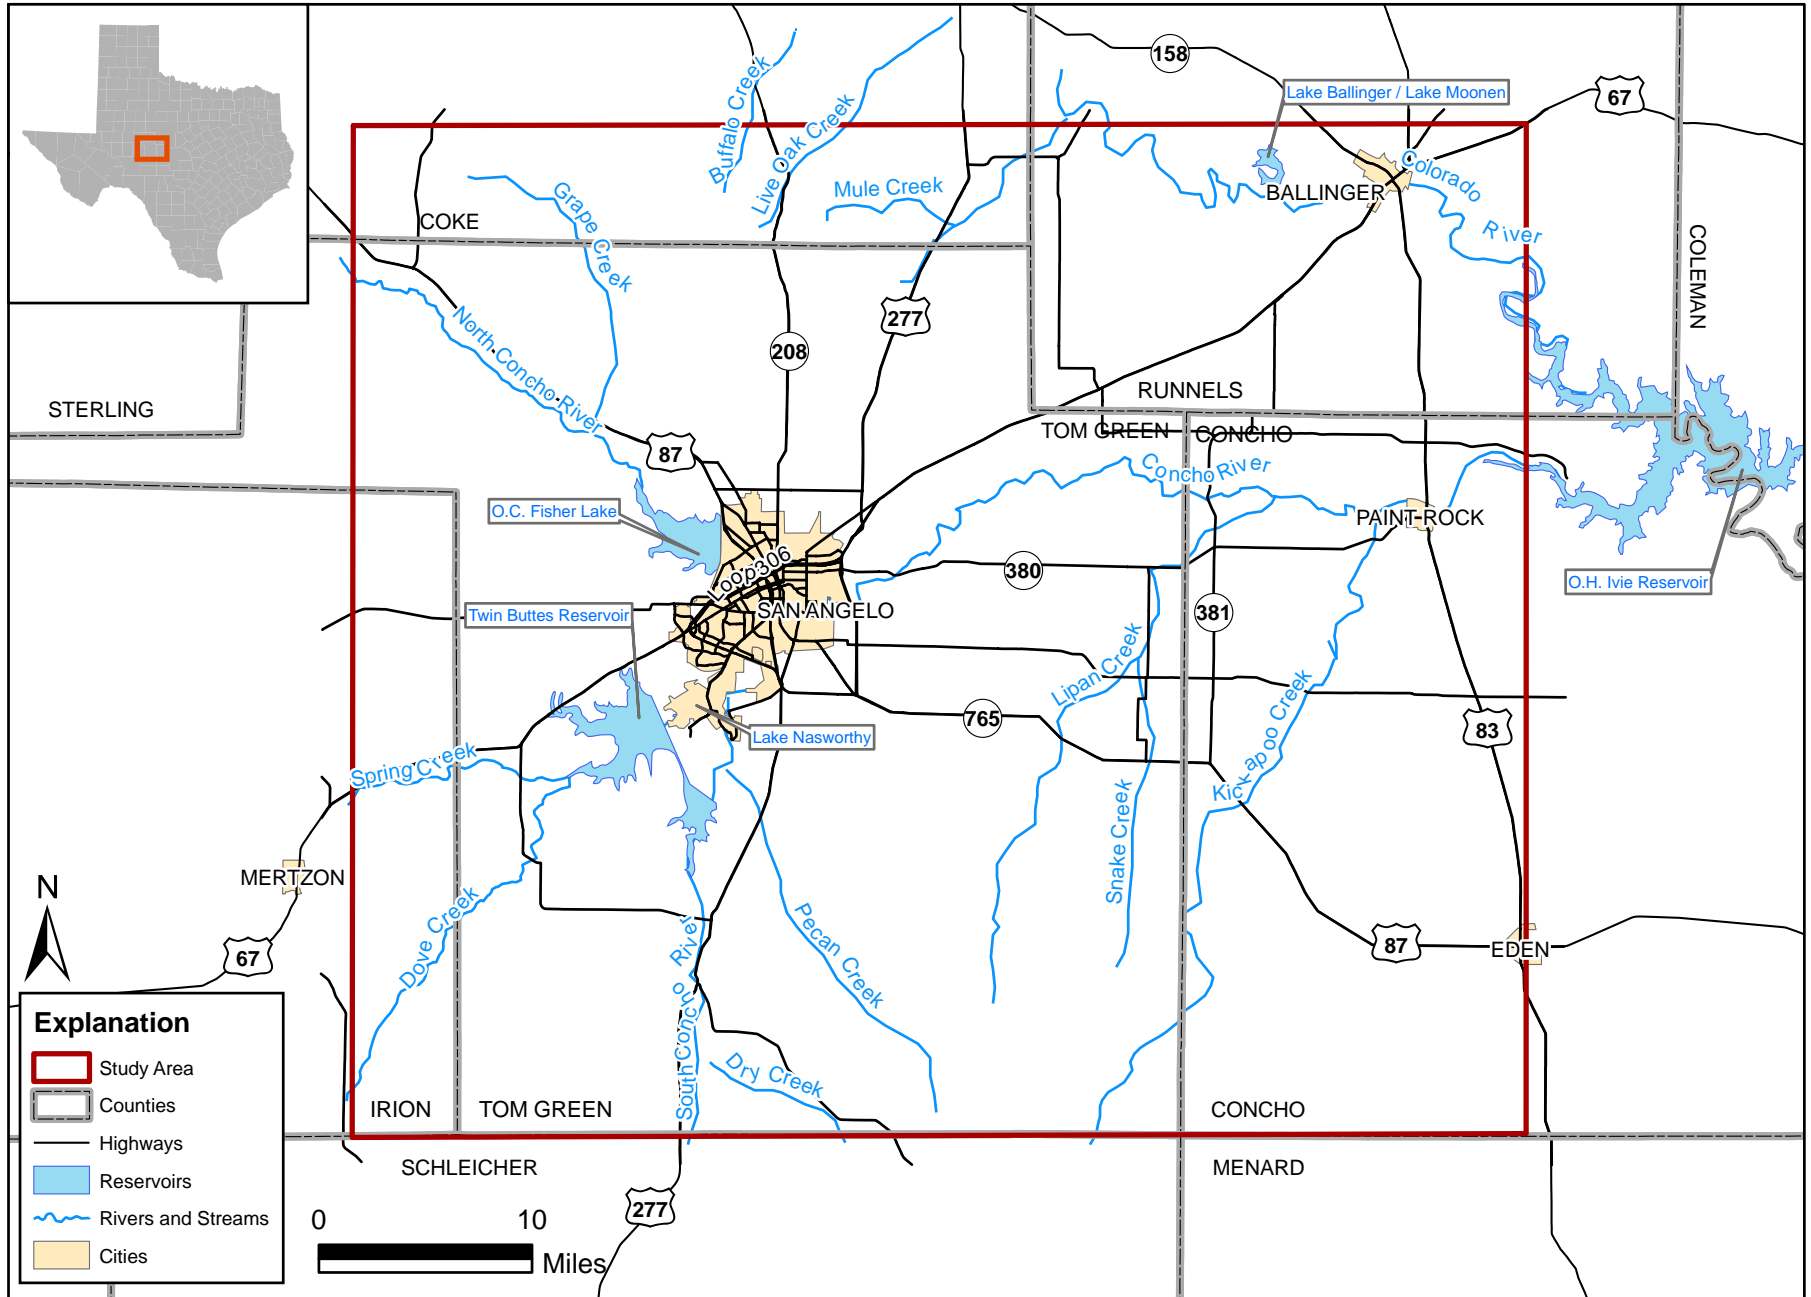 158
67
Lake Ballinger / Lake Moonen
Buffalo Creek
Live Oak Creek
Mule Creek
Grape Creek
Colorado
River
BALLINGER
COKE
COLEMAN
277
208
North Concho River
STERLING
RUNNELS
TOM GREEN
CONCHO
87
Concho River
O.C. Fisher Lake
PAINT ROCK
Loop 306
380
O.H. Ivie Reservoir
Twin Buttes Reservoir
SAN ANGELO
381
Lipan Creek
Kickapoo Creek
765
83
Lake Nasworthy
Spring Creek
Snake Creek
MERTZON
N
Dove Creek
Pecan Creek
South Concho River
67
87
EDEN
Dry Creek
IRION
TOM GREEN
CONCHO
SCHLEICHER
MENARD
277
Explanation
Study Area
Counties
Highways
Reservoirs
Rivers and Streams
Cities
0 10
Miles